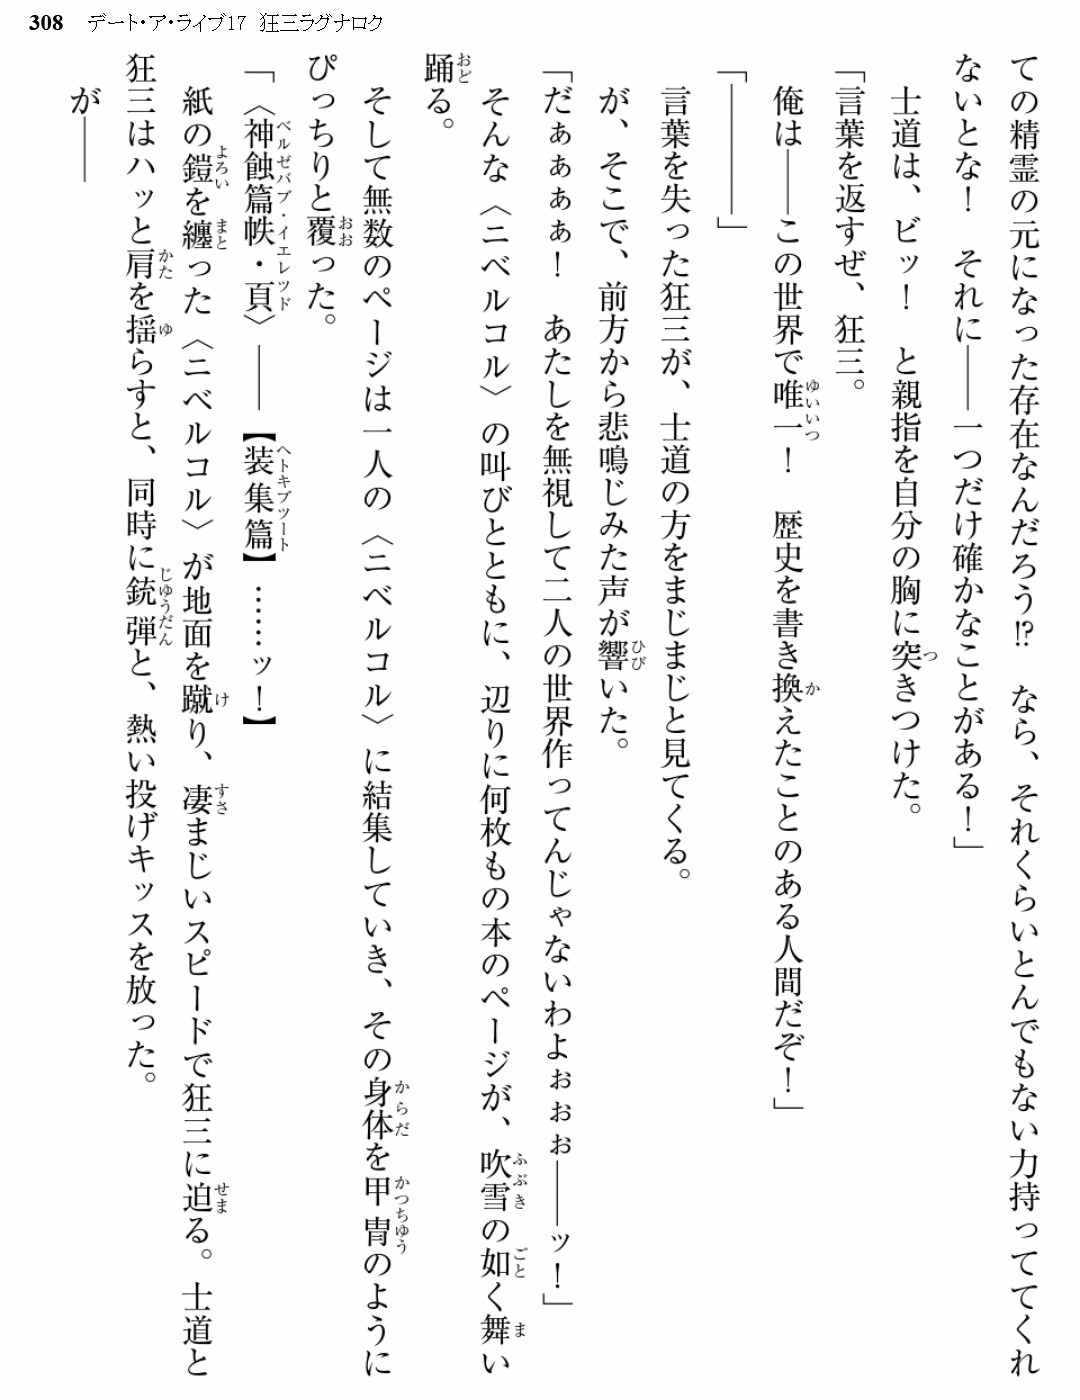 308 デート・ア・ライブ17 狂三ラグナロク
ての精霊の元になった存在なんだろう!? なら、それくらいとんでもない力持っててくれ
ないとな！ それに――一つだけ確かなことがある！」
士道は、ビッ！ と親指を自分の胸に突きつけた。
「言葉を返すぜ、狂三。
俺は――この世界で唯一！ 歴史を書き換えたことのある人間だぞ！」
「――――」
言葉を失った狂三が、士道の方をまじまじと見てくる。
が、そこで、前方から悲鳴じみた声が響いた。
「だぁぁぁぁ！ あたしを無視して二人の世界作ってんじゃないわよぉぉぉ――ッ！」
そんな〈ニベルコル〉の叫びとともに、辺りに何枚もの本のページが、吹雪の如く舞い
踊る。
そして無数のページは一人の〈ニベルコル〉に結集していき、その身体を甲冑のように
ぴっちりと覆った。
「〈神蝕篇帙・頁〉――【装集篇】……ッ！】
紙の鎧を纏った〈ニベルコル〉が地面を蹴り、凄まじいスピードで狂三に迫る。士道と
狂三はハッと肩を揺らすと、同時に銃弾と、熱い投げキッスを放った。
が――